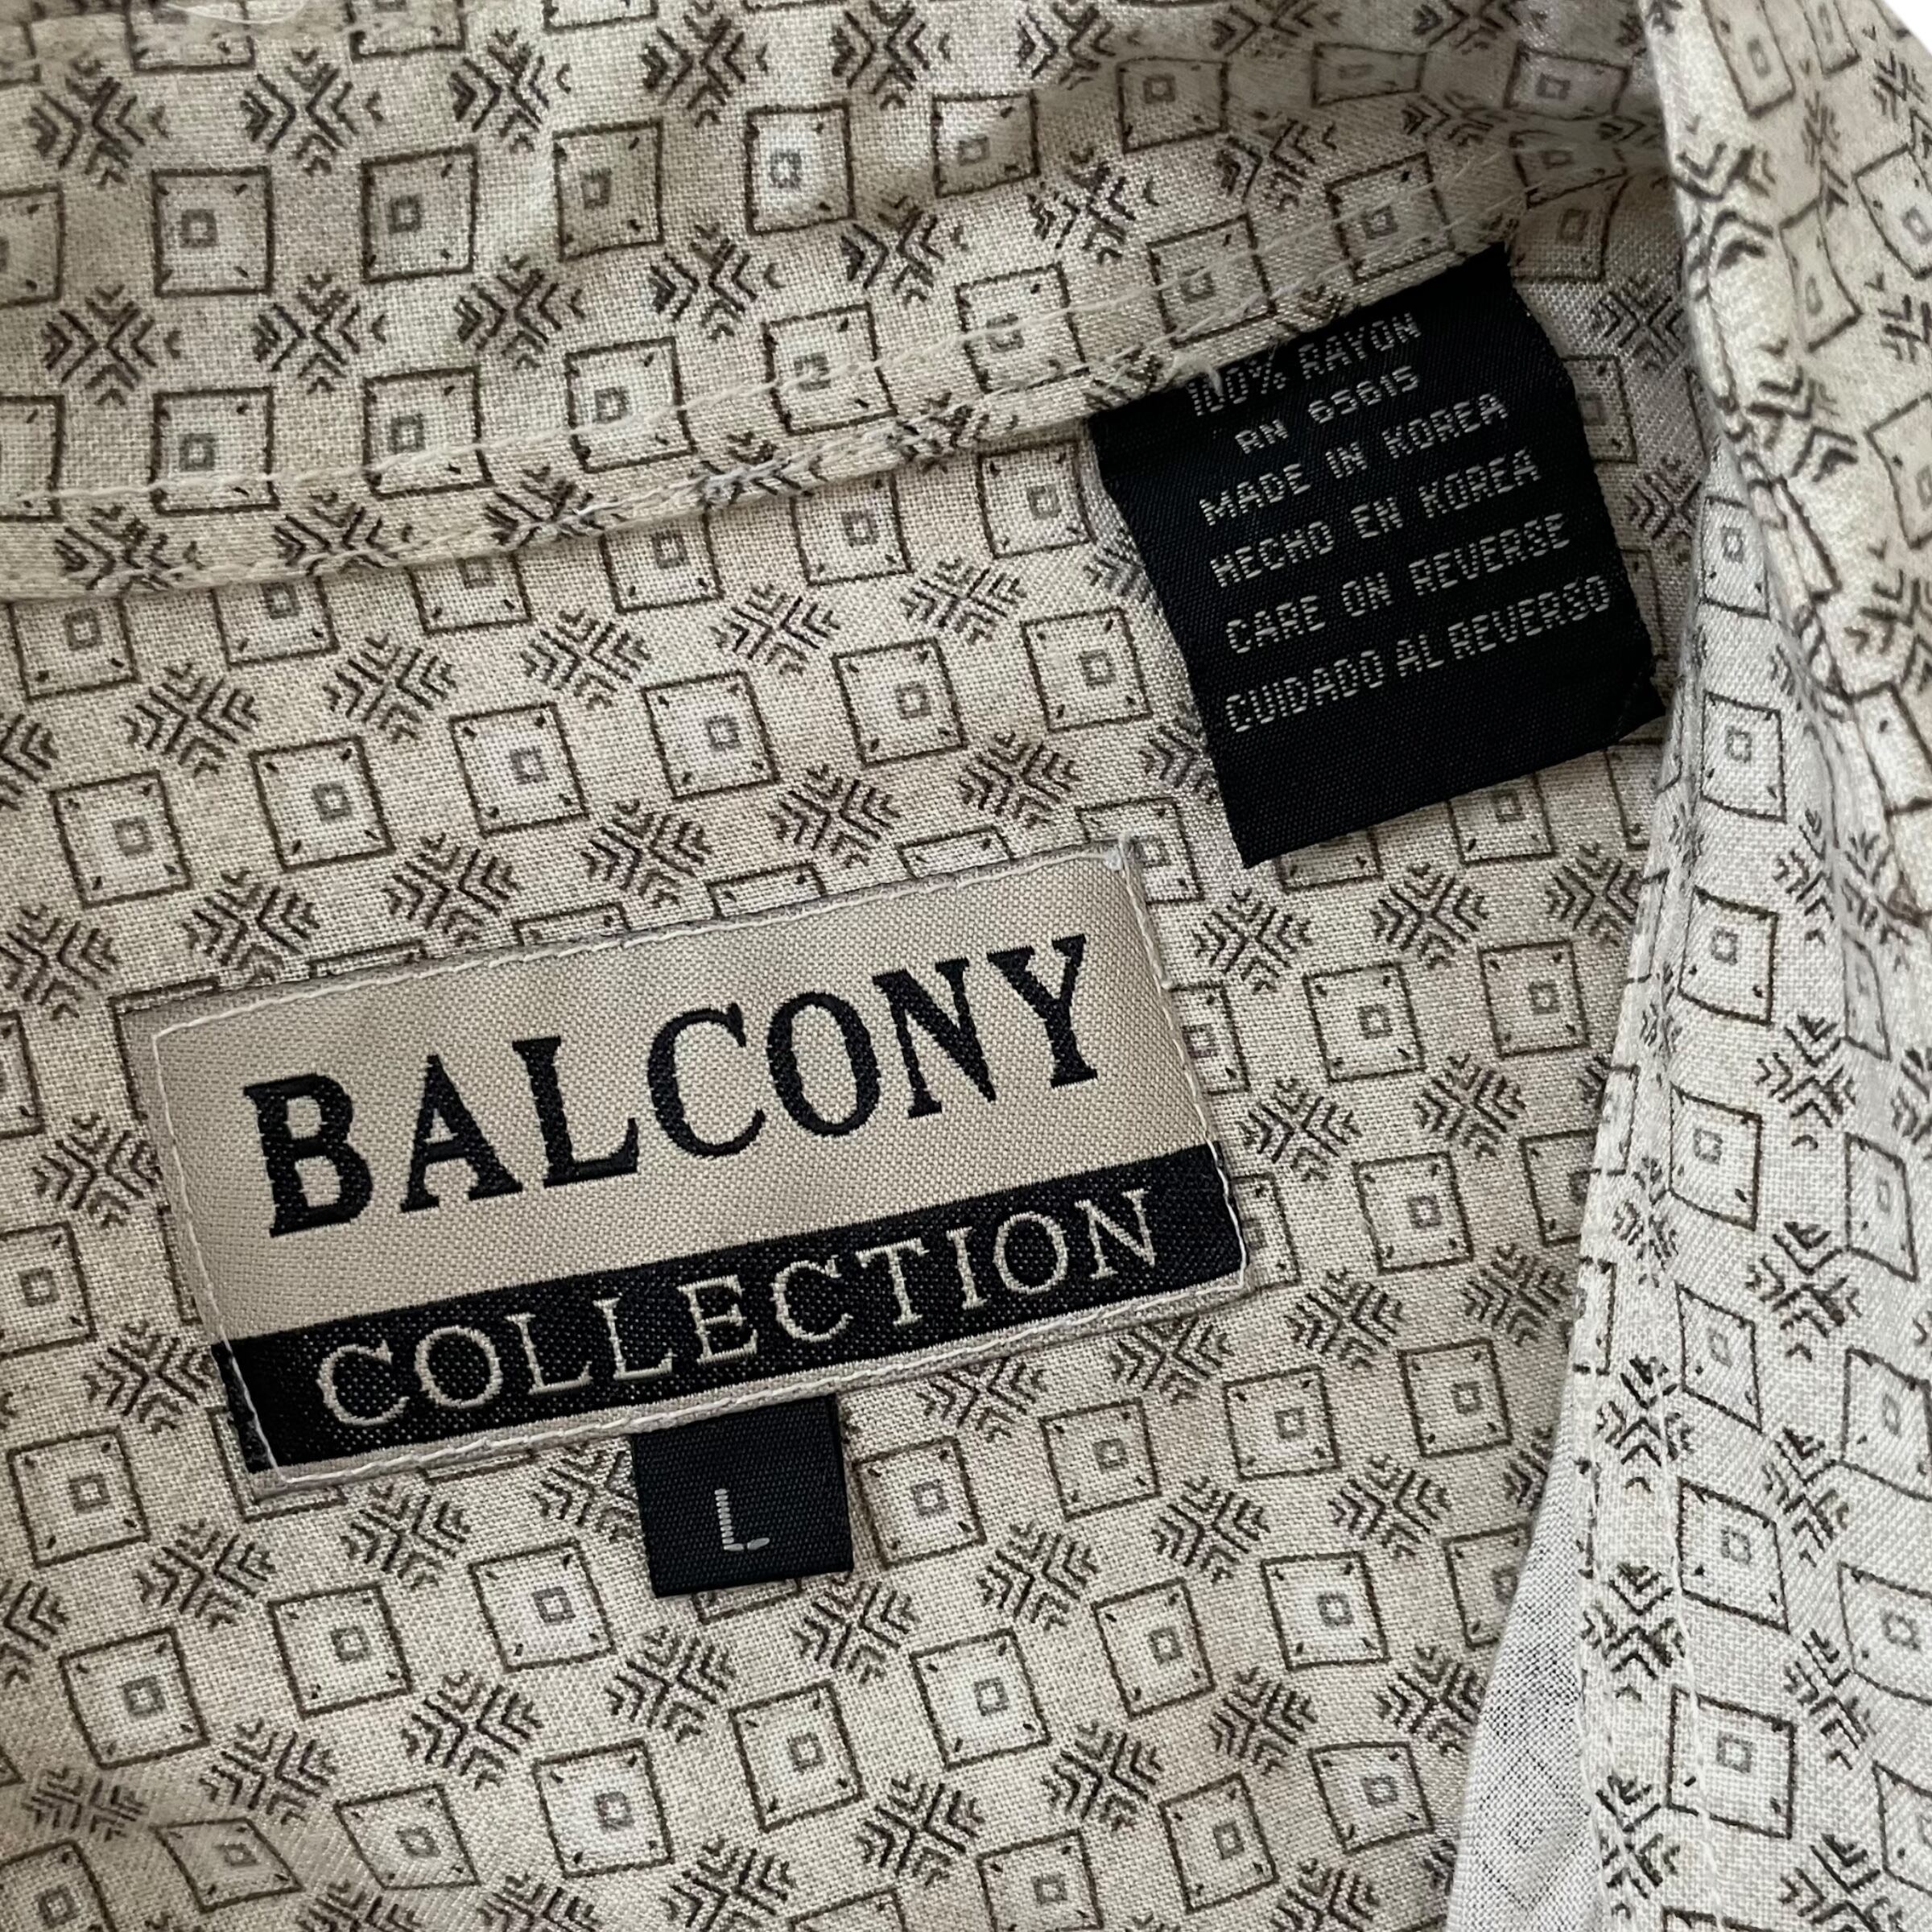 100% RAYON
RN 65615
MADE IN KOREA
HECHO EN KOREA
CARE ON REVERSE
CUIDADO AL REVERSO
BALCONY
COLLECTION
L